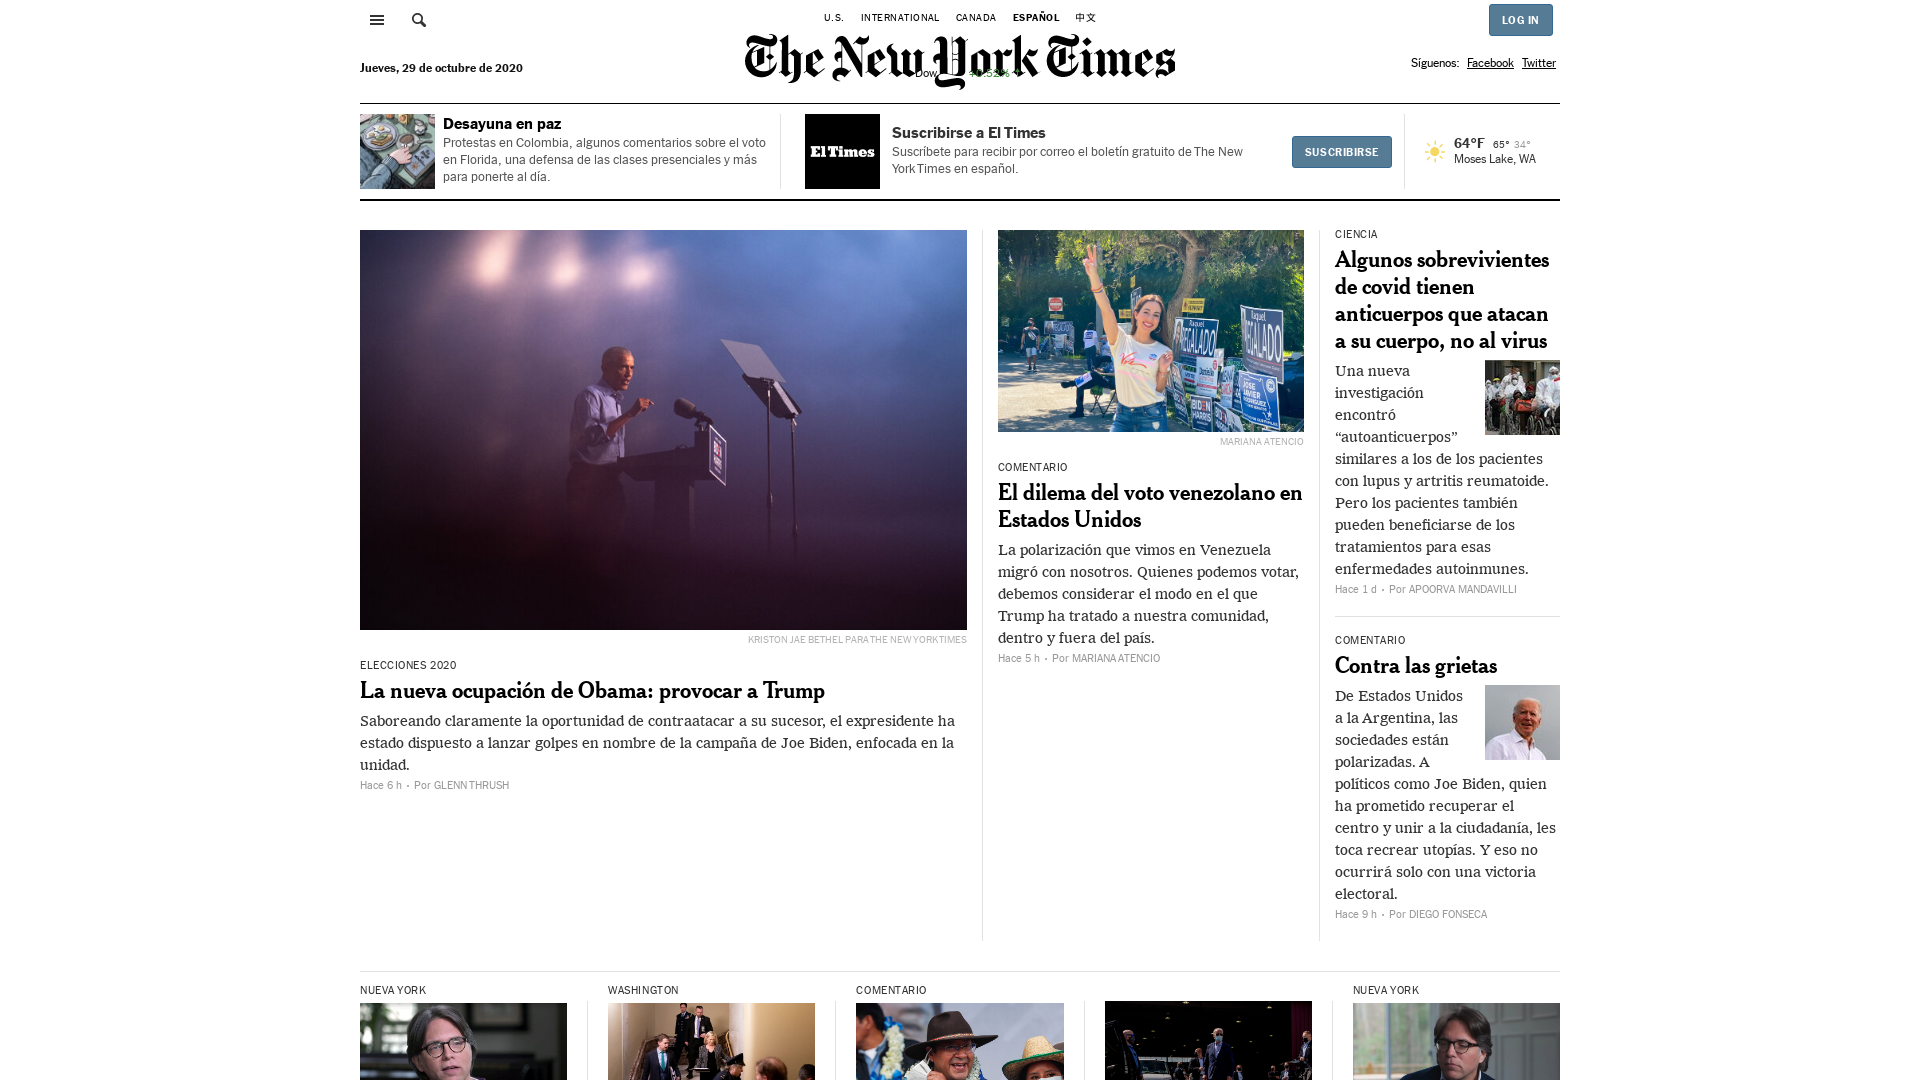 U.S. INTERNATIONAL CANADA ESPAÑOL 中文
LOG IN
The New York Times
Jueves, 29 de octubre de 2020
Dow +0.52% ↑
Síguenos: Facebook Twitter
Desayuna en paz
Protestas en Colombia, algunos comentarios sobre el voto
en Florida, una defensa de las clases presenciales y más
para ponerte al día.
El Times
Suscribirse a El Times
Suscríbete para recibir por correo el boletín gratuito de The New
York Times en español.
SUSCRIBIRSE
64°F 65° 34°
Moses Lake, WA
KRISTON JAE BETHEL PARA THE NEW YORK TIMES
ELECCIONES 2020
La nueva ocupación de Obama: provocar a Trump
Saboreando claramente la oportunidad de contraatacar a su sucesor, el expresidente ha
estado dispuesto a lanzar golpes en nombre de la campaña de Joe Biden, enfocada en la
unidad.
Hace 6 h • Por GLENN THRUSH
Raquel
REGALADO
Raquel
REGALADO
Daniella
JOSE
JAVIER
RODRIGUEZ
BIDEN
HARRIS
Vote
MARIANA ATENCIO
COMENTARIO
El dilema del voto venezolano en
Estados Unidos
La polarización que vimos en Venezuela
migró con nosotros. Quienes podemos votar,
debemos considerar el modo en el que
Trump ha tratado a nuestra comunidad,
dentro y fuera del país.
Hace 5 h • Por MARIANA ATENCIO
CIENCIA
Algunos sobrevivientes
de covid tienen
anticuerpos que atacan
a su cuerpo, no al virus
Una nueva
investigación
encontró
“autoanticuerpos”
similares a los de los pacientes
con lupus y artritis reumatoide.
Pero los pacientes también
pueden beneficiarse de los
tratamientos para esas
enfermedades autoinmunes.
Hace 1 d • Por APOORVA MANDAVILLI
COMENTARIO
Contra las grietas
De Estados Unidos
a la Argentina, las
sociedades están
polarizadas. A
políticos como Joe Biden, quien
ha prometido recuperar el
centro y unir a la ciudadanía, les
toca recrear utopías. Y eso no
ocurrirá solo con una victoria
electoral.
Hace 9 h • Por DIEGO FONSECA
NUEVA YORK
WASHINGTON
COMENTARIO
NUEVA YORK